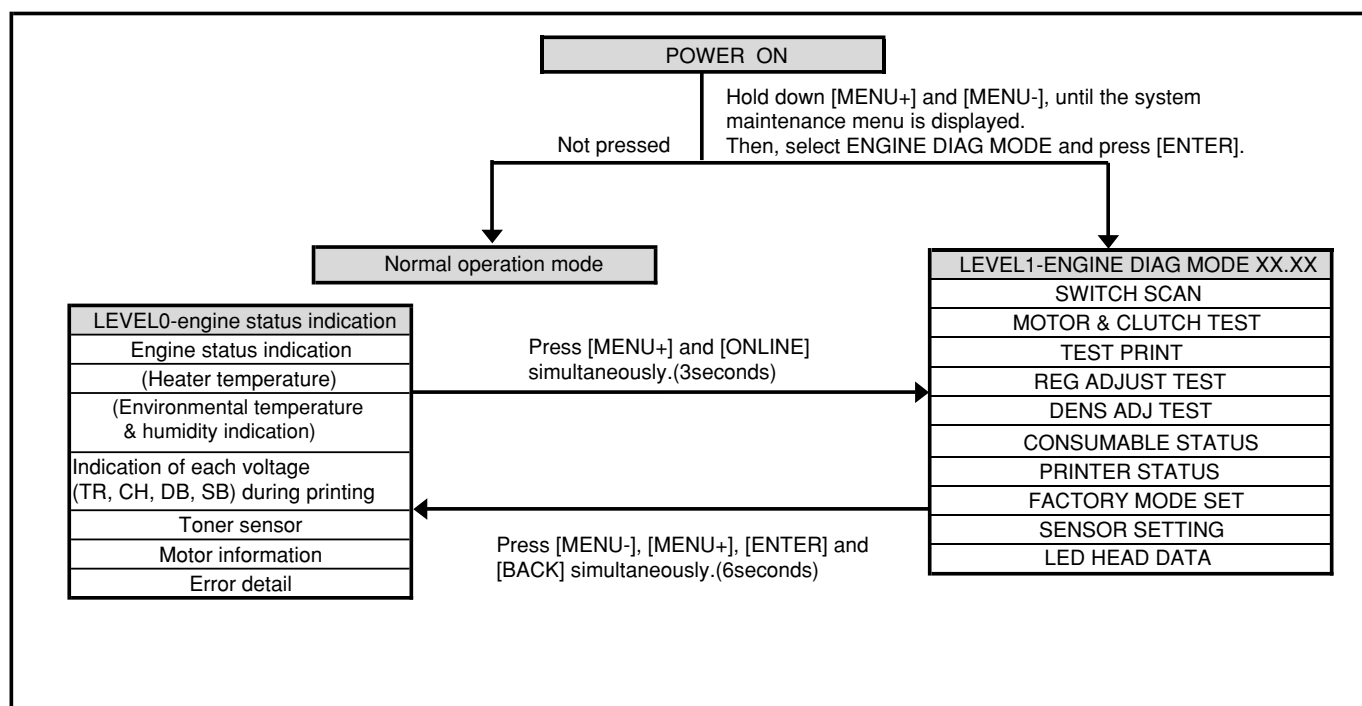 POWER  ON
Hold down [MENU+] and [MENU-], until the system
maintenance menu is displayed.
Then, select ENGINE DIAG MODE and press [ENTER].
Not pressed
Normal operation mode
LEVEL0-engine status indication
Engine status indication
(Heater temperature)
(Environmental temperature
& humidity indication)
Indication of each voltage
(TR, CH, DB, SB) during printing
Toner sensor
Motor information
Error detail
Press [MENU+] and [ONLINE]
simultaneously.(3seconds)
Press [MENU-], [MENU+], [ENTER] and
[BACK] simultaneously.(6seconds)
LEVEL1-ENGINE DIAG MODE XX.XX
SWITCH SCAN
MOTOR & CLUTCH TEST
TEST PRINT
REG ADJUST TEST
DENS ADJ TEST
CONSUMABLE STATUS
PRINTER STATUS
FACTORY MODE SET
SENSOR SETTING
LED HEAD DATA